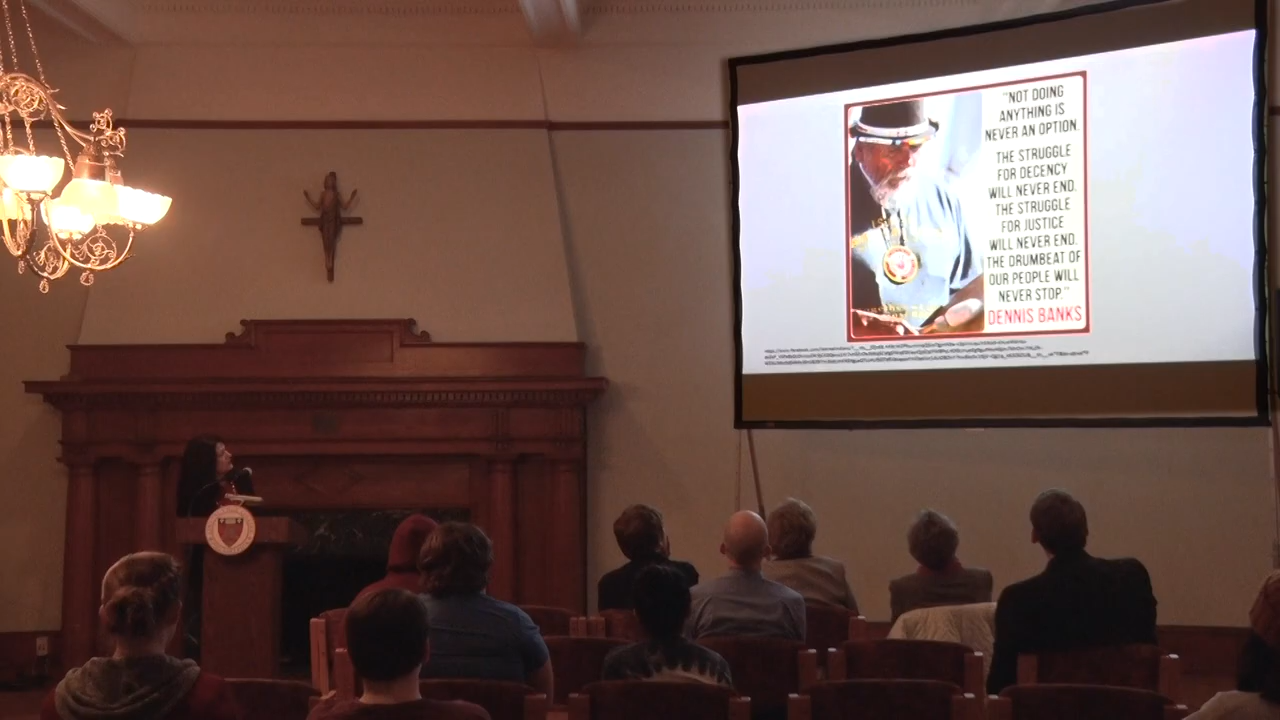 "NOT DOING
ANYTHING IS
NEVER AN OPTION.
THE STRUGGLE
FOR DECENCY
WILL NEVER END.
THE STRUGGLE
FOR JUSTICE
WILL NEVER END.
THE DRUMBEAT OF
OUR PEOPLE WILL
NEVER STOP."
DENNIS BANKS